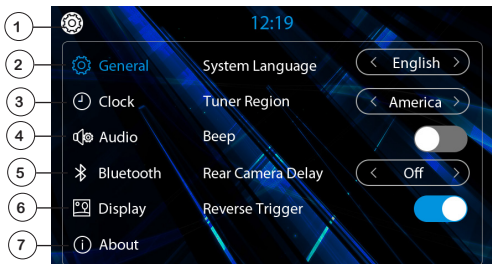 1 12:19
2 General System Language < English >
3 Clock Tuner Region < America >
4 Audio Beep
5 Bluetooth Rear Camera Delay < Off >
6 Display Reverse Trigger
7 About